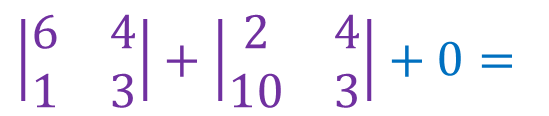 |6 4| + |2 4| + 0 =
|1 3| |10 3|